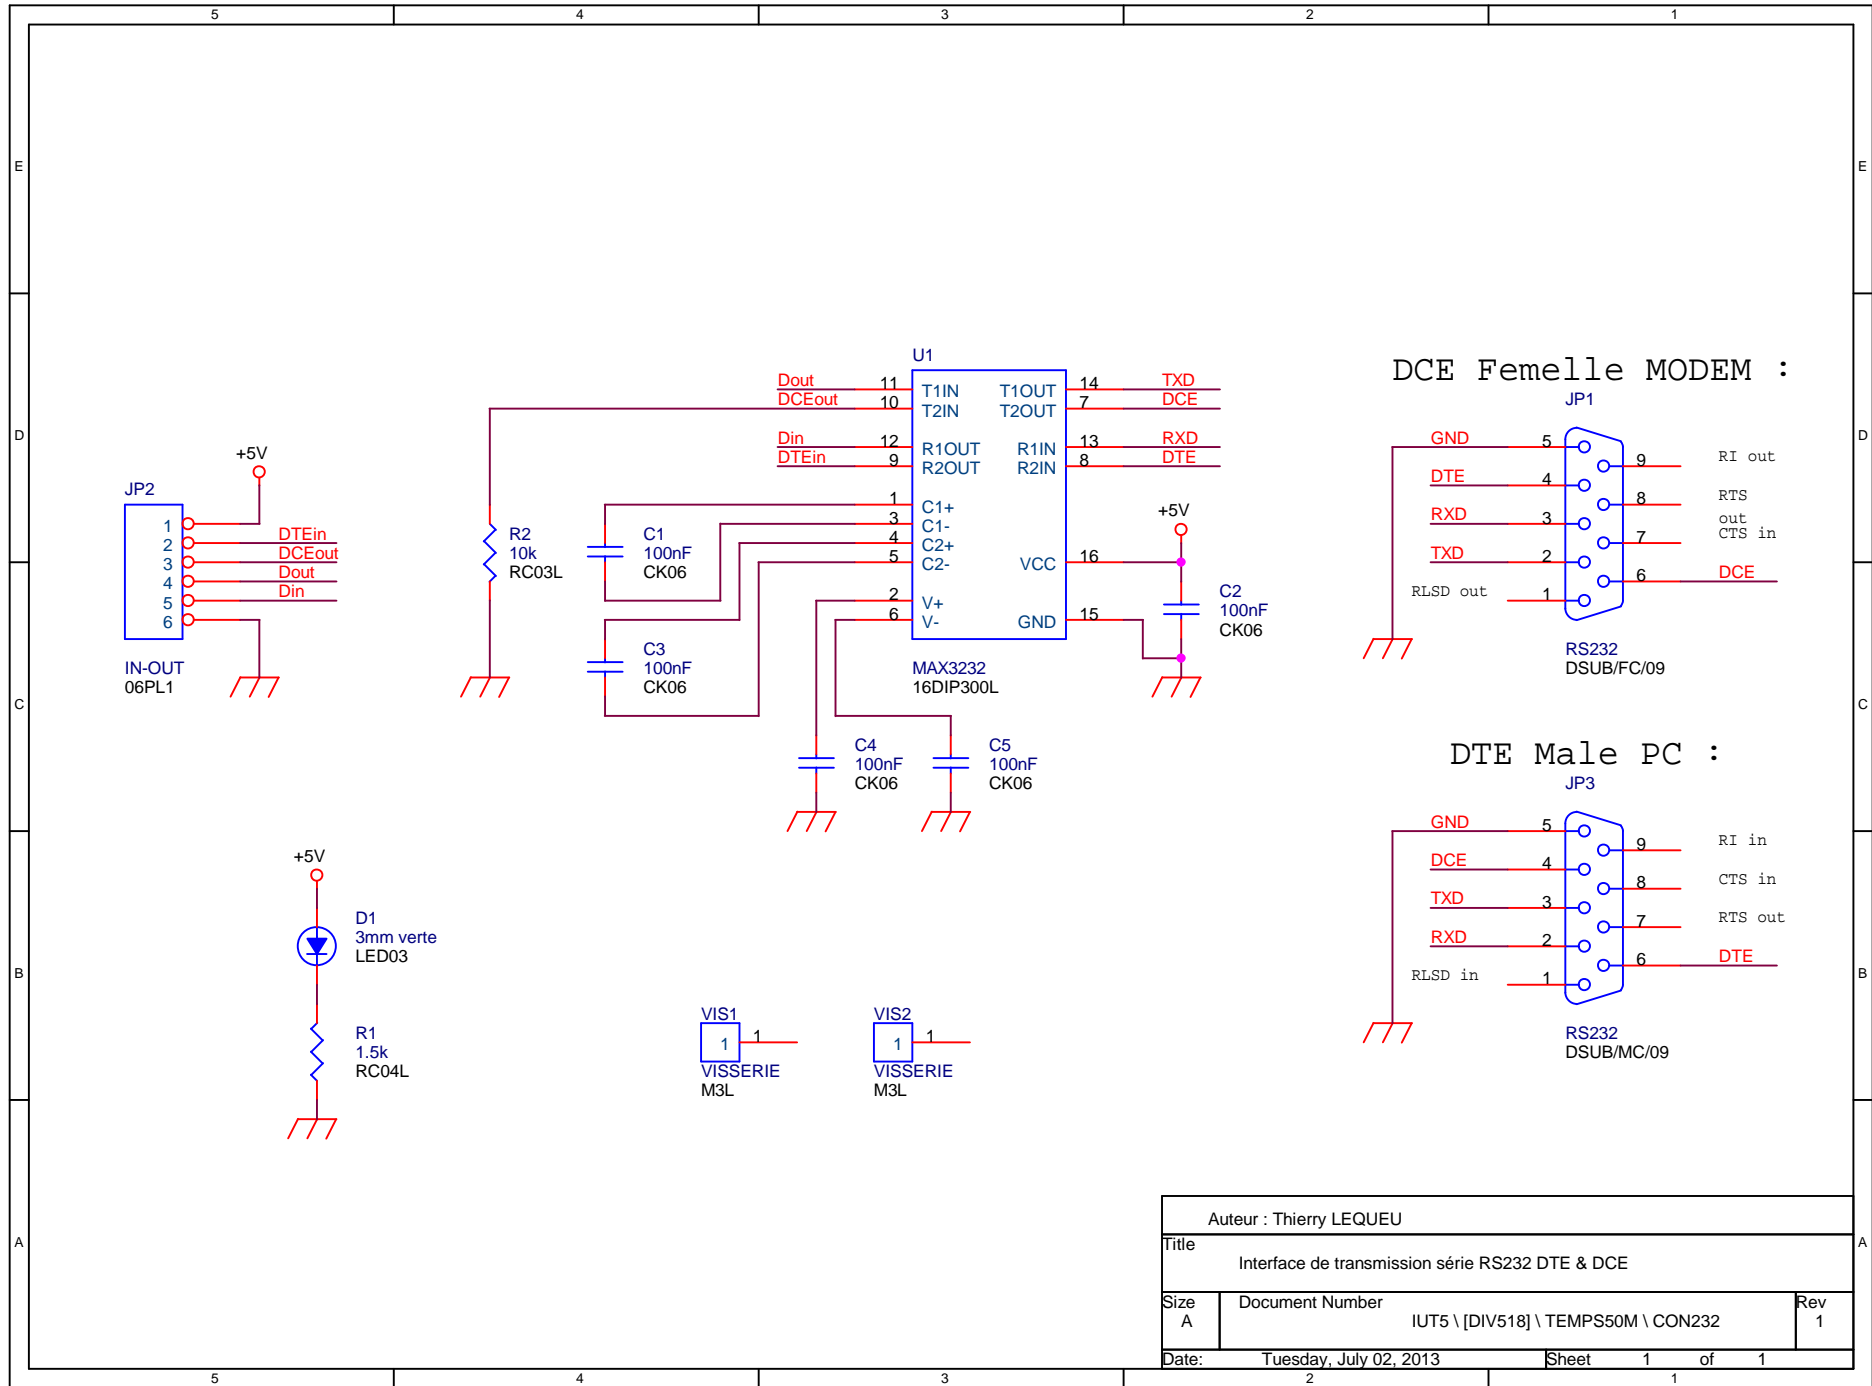 5 4 3 2 1
E E
D D
C C
B B
A A
U1
Dout 11 T1IN T1OUT 14 TXD
DCEout 10 T2IN T2OUT 7 DCE
Din 12 R1OUT R1IN 13 RXD
DTEin 9 R2OUT R2IN 8 DTE
1 C1+
3 C1-
4 C2+
5 C2-
VCC 16
+5V
2 V+
6 V-
GND 15
MAX3232
16DIP300L
C2
100nF
CK06
JP2
+5V
1
2 DTEin
3 DCEout
4 Dout
5 Din
6
IN-OUT
06PL1
R2
10k
RC03L
C1
100nF
CK06
C3
100nF
CK06
C4
100nF
CK06
C5
100nF
CK06
DCE Femelle MODEM :
JP1
GND 5
9 RI out
DTE 4
8 RTS
out
RXD 3
7 CTS in
TXD 2
6 DCE
RLSD out 1
RS232
DSUB/FC/09
DTE Male PC :
JP3
GND 5
9 RI in
DCE 4
8 CTS in
TXD 3
7 RTS out
RXD 2
6 DTE
RLSD in 1
RS232
DSUB/MC/09
+5V
D1
3mm verte
LED03
R1
1.5k
RC04L
VIS1
1 1
VISSERIE
M3L
VIS2
1 1
VISSERIE
M3L
Auteur : Thierry LEQUEU
Title
Interface de transmission série RS232 DTE & DCE
Size
A
Document Number
IUT5 \ [DIV518] \ TEMPS50M \ CON232
Rev
1
Date: Tuesday, July 02, 2013 Sheet 1 of 1
5 4 3 2 1